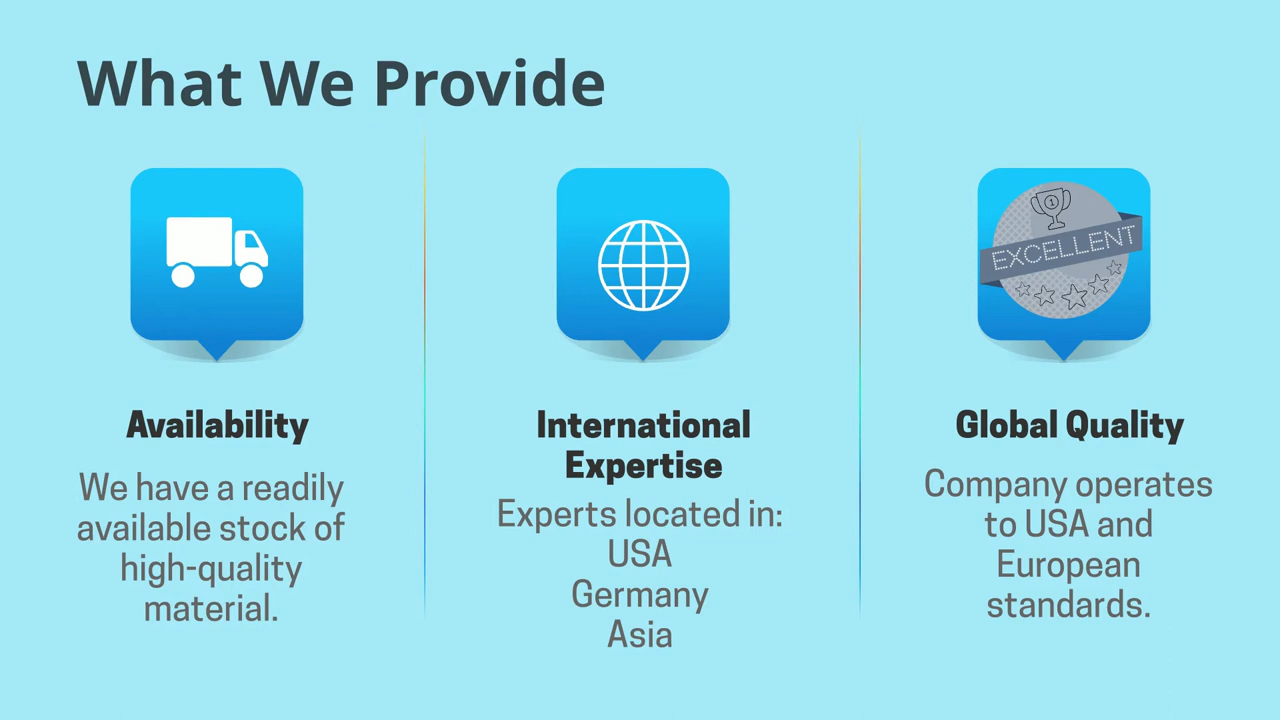 What We Provide
1
EXCELLENT
Availability
We have a readily
available stock of
high-quality
material.
International
Expertise
Experts located in:
USA
Germany
Asia
Global Quality
Company operates
to USA and
European
standards.